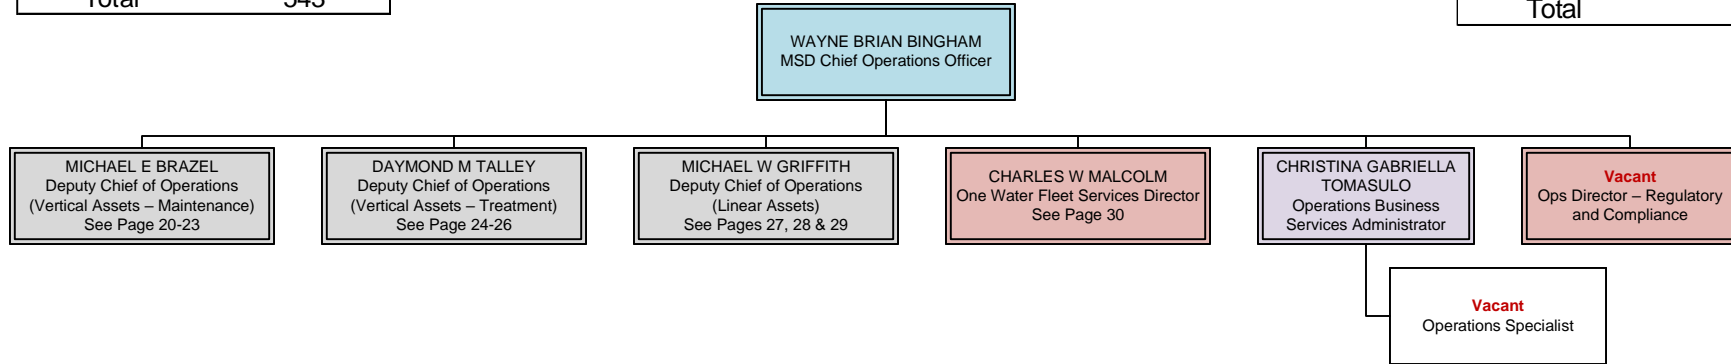 Total 543
Total
WAYNE BRIAN BINGHAM
MSD Chief Operations Officer
MICHAEL E BRAZEL
Deputy Chief of Operations
(Vertical Assets – Maintenance)
See Page 20-23
DAYMOND M TALLEY
Deputy Chief of Operations
(Vertical Assets – Treatment)
See Page 24-26
MICHAEL W GRIFFITH
Deputy Chief of Operations
(Linear Assets)
See Pages 27, 28 & 29
CHARLES W MALCOLM
One Water Fleet Services Director
See Page 30
CHRISTINA GABRIELLA
TOMASULO
Operations Business
Services Administrator
Vacant
Ops Director – Regulatory
and Compliance
Vacant
Operations Specialist